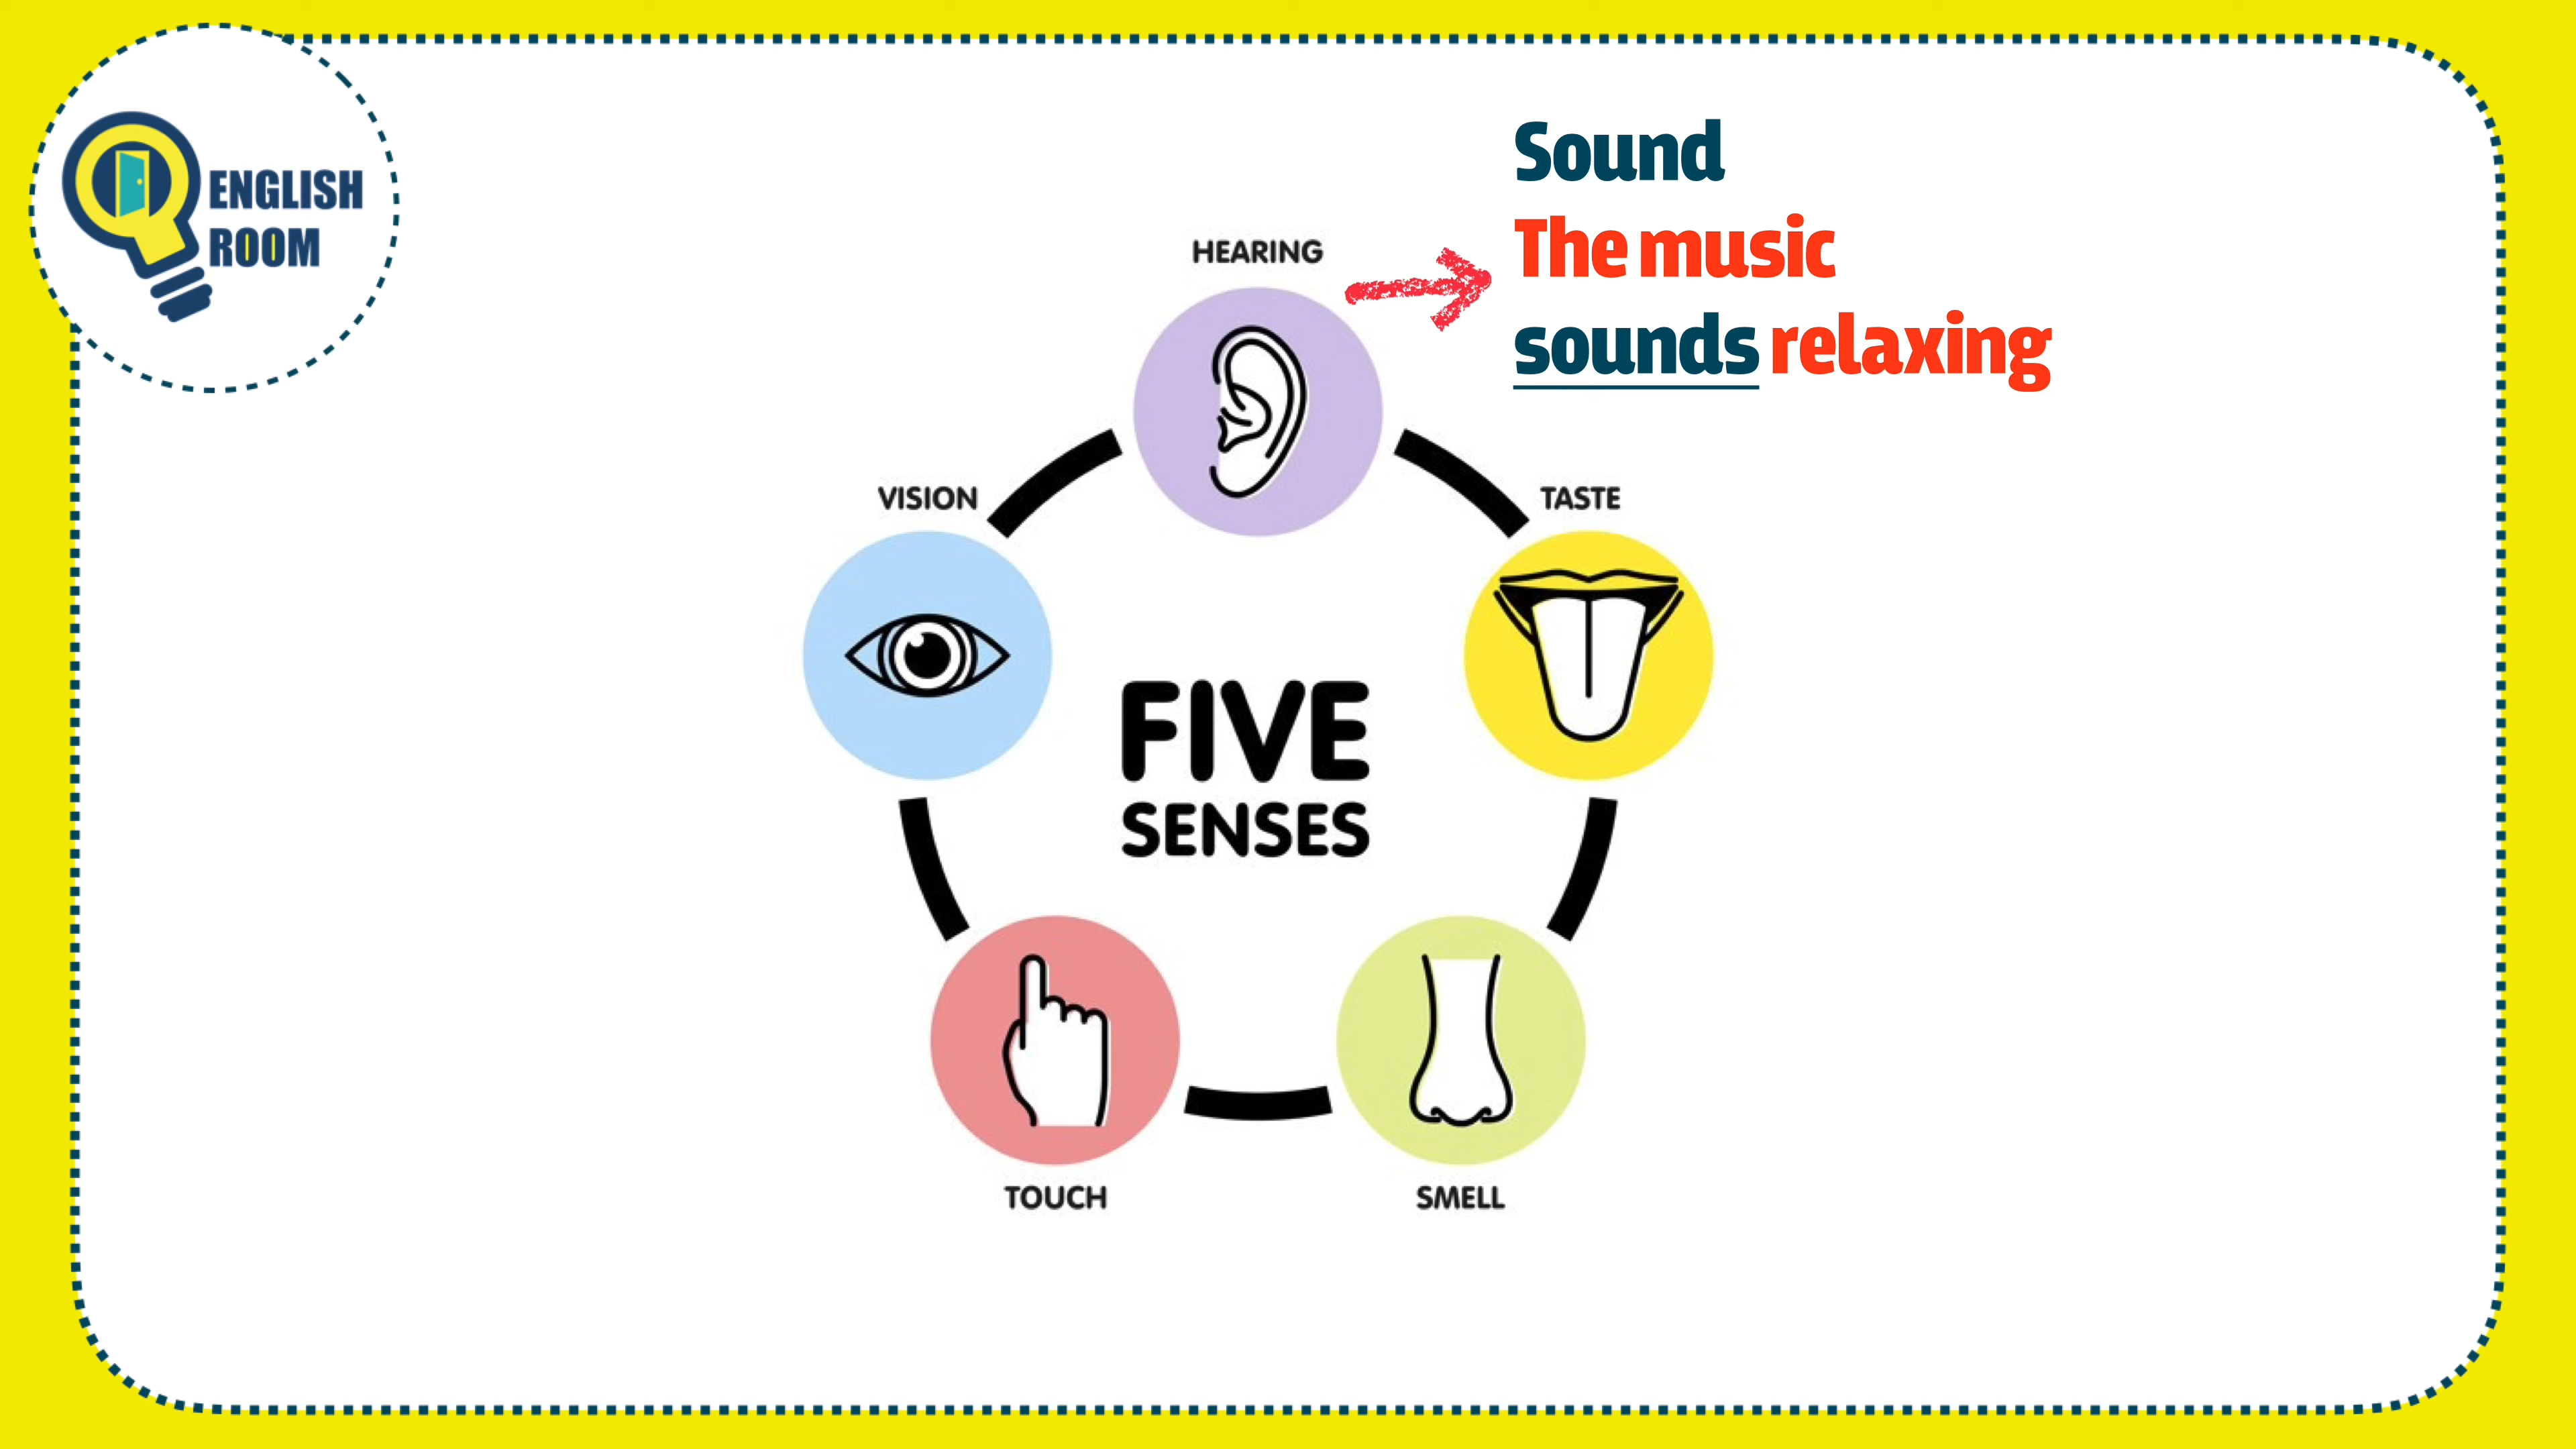 ENGLISH
ROOM
Sound
The music
sounds relaxing
HEARING
VISION
TASTE
FIVE
SENSES
TOUCH
SMELL